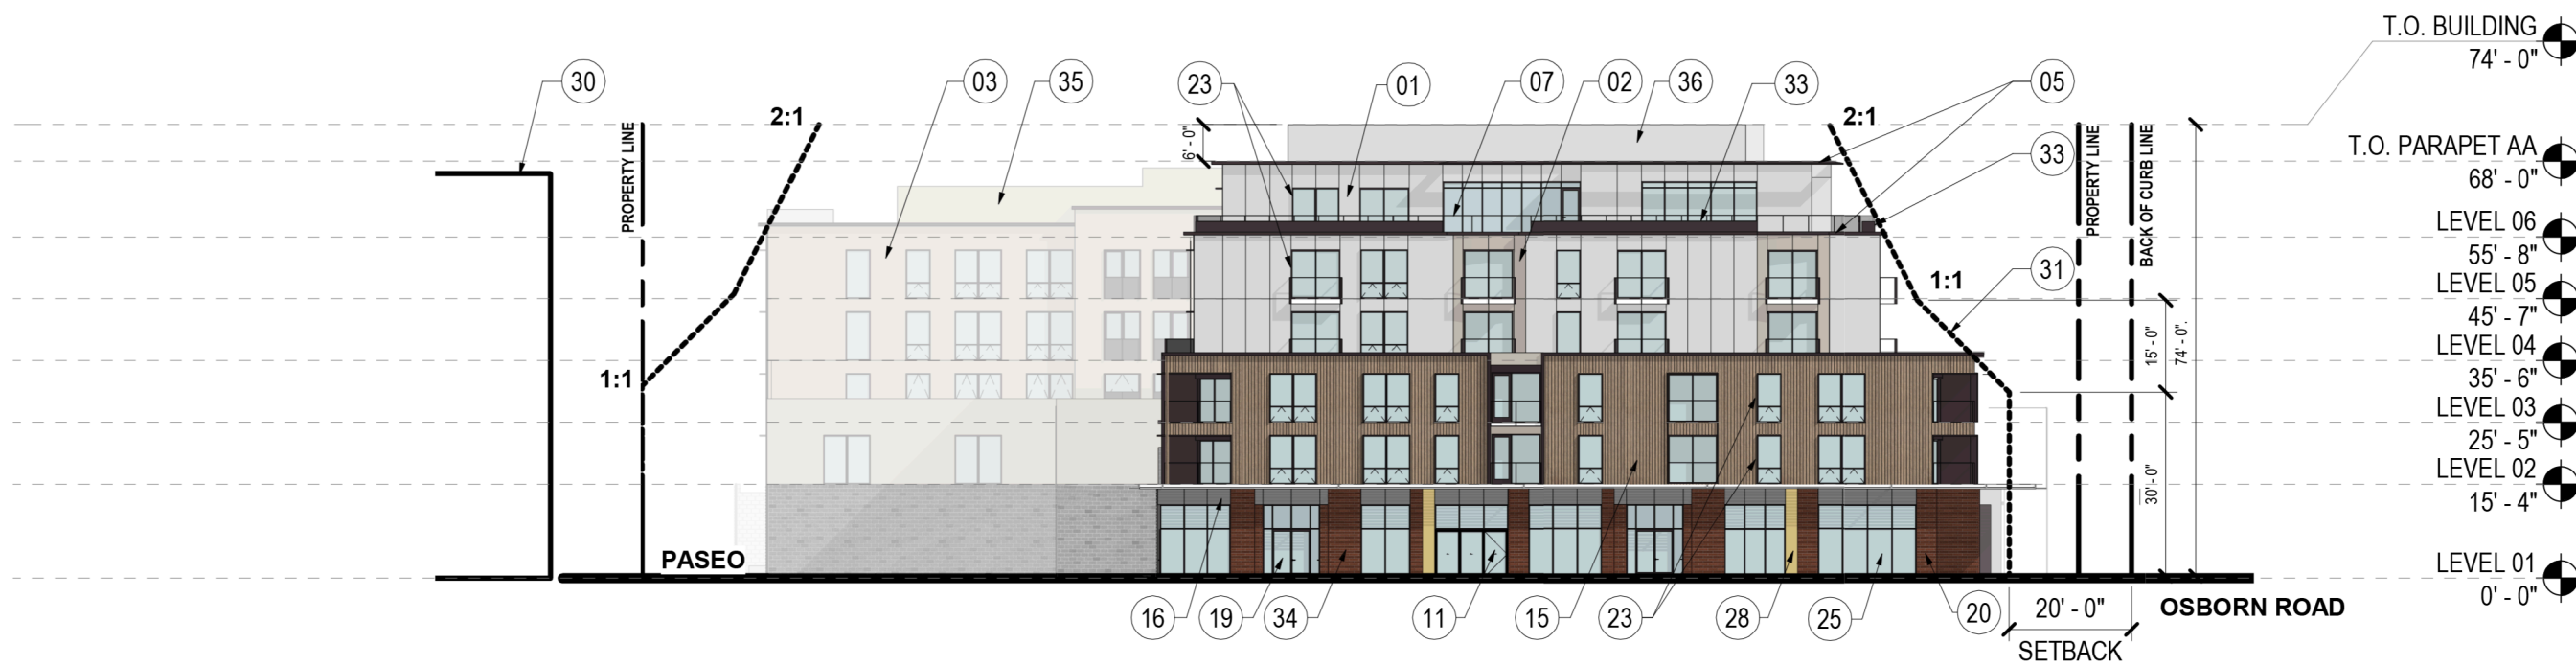 T.O. BUILDING
74' - 0"
30
03
35
23
01
07
02
36
33
05
2:1
2:1
6' - 0"
PROPERTY LINE
PROPERTY LINE
BACK OF CURB LINE
T.O. PARAPET AA
68' - 0"
33
LEVEL 06
55' - 8"
23
31
1:1
LEVEL 05
45' - 7"
15' - 0"
74' - 0".
LEVEL 04
35' - 6"
1:1
LEVEL 03
25' - 5"
LEVEL 02
15' - 4"
30' - 0"
PASEO
LEVEL 01
0' - 0"
16
19
34
11
15
23
28
25
20
20' - 0"
OSBORN ROAD
SETBACK